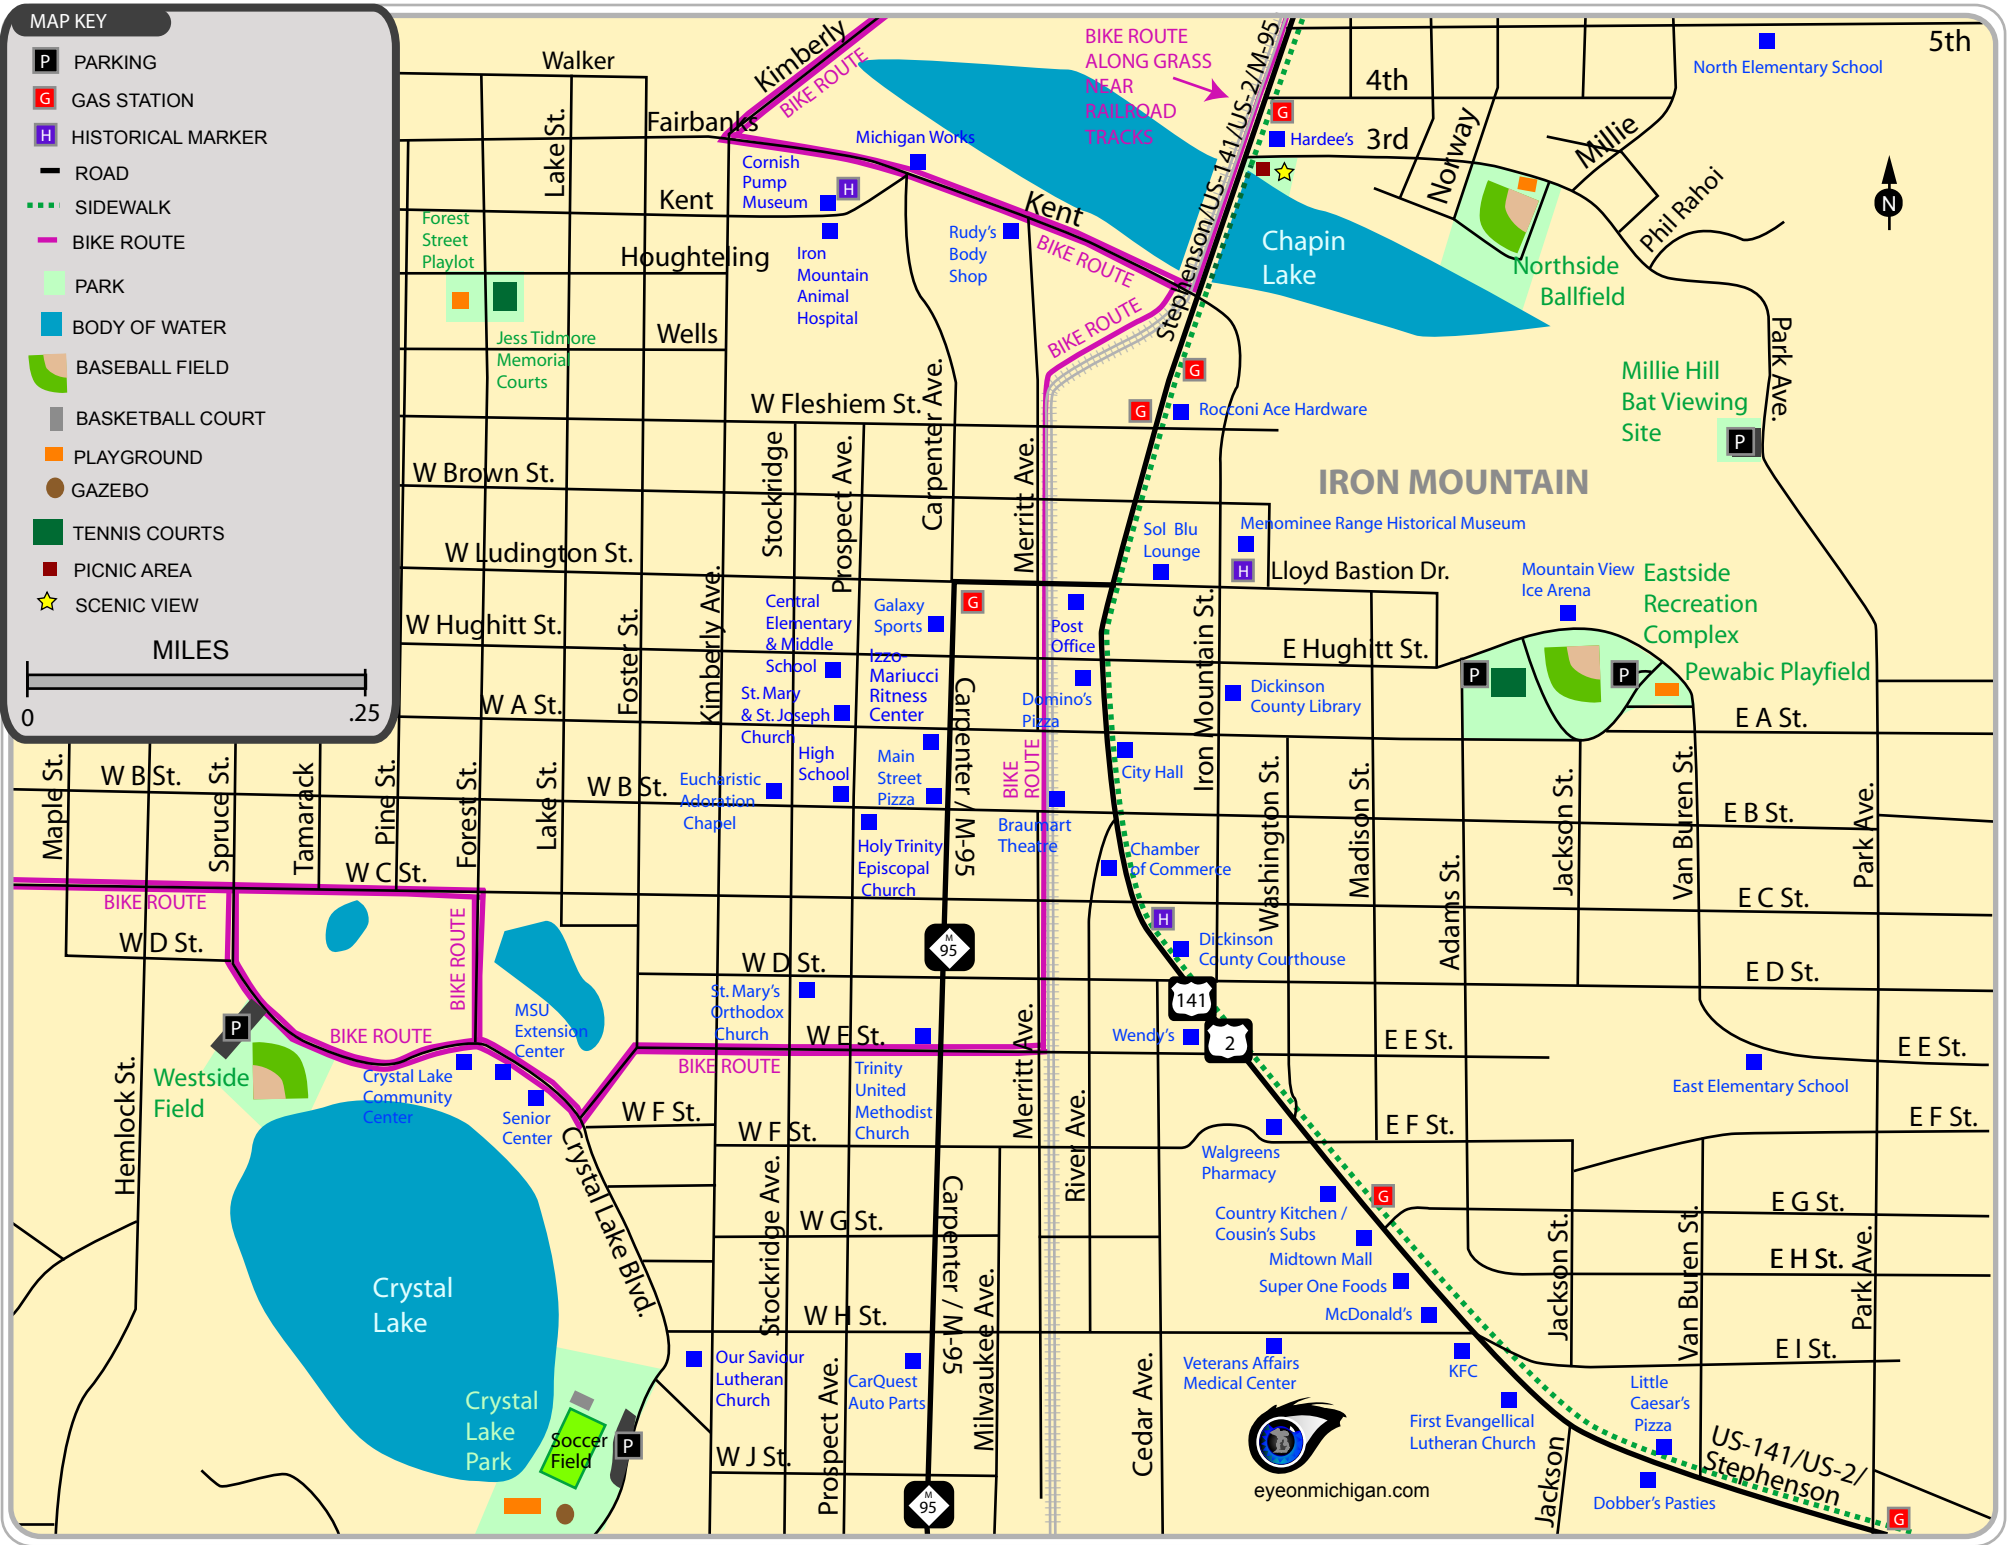 MAP KEY
P
PARKING
G
GAS STATION
H
HISTORICAL MARKER
ROAD
SIDEWALK
BIKE ROUTE
PARK
BODY OF WATER
BASEBALL FIELD
BASKETBALL COURT
PLAYGROUND
GAZEBO
TENNIS COURTS
PICNIC AREA
SCENIC VIEW
MILES
0
.25
Walker
Kimberly
BIKE ROUTE
BIKE ROUTE
ALONG GRASS
NEAR
RAILROAD
TRACKS
Stephenson/US-141/US-2/M-95
5th
North Elementary School
4th
G
Hardee's
3rd
Norway
Millie
Phil Rahoi
N
Lake St.
Fairbanks
Michigan Works
Cornish
Pump
Museum
H
Kent
Kent
BIKE ROUTE
Forest
Street
Playlot
Houghteling
Iron
Mountain
Animal
Hospital
Rudy's
Body
Shop
Chapin
Lake
Northside
Ballfield
BIKE ROUTE
Wells
Jess Tidmore
Memorial
Courts
Park Ave.
Millie Hill
Bat Viewing
Site
P
G
G
Rocconi Ace Hardware
W Fleshiem St.
Stockridge
Prospect Ave.
Carpenter Ave.
Merritt Ave.
W Brown St.
IRON MOUNTAIN
Menominee Range Historical Museum
Sol Blu
Lounge
H
Lloyd Bastion Dr.
W Ludington St.
Mountain View
Ice Arena
Eastside
Recreation
Complex
Pewabic Playfield
P
P
Foster St.
Kimberly Ave.
Central
Elementary
& Middle
School
Galaxy
Sports
G
Post
Office
Iron Mountain St.
E Hughitt St.
W Hughitt St.
Izzo-
Mariucci
Ritness
Center
St. Mary
& St. Joseph
Church
Domino's
Pizza
Dickinson
County Library
W A St.
E A St.
Carpenter / M-95
BIKE
ROUTE
City Hall
High
School
Main
Street
Pizza
Eucharistic
Adoration
Chapel
Maple St.
W B St.
Spruce St.
Tamarack
Pine St.
Forest St.
Lake St.
W B St.
Braumart
Theatre
Washington St.
Madison St.
Adams St.
Jackson St.
Van Buren St.
Park Ave.
E B St.
Holy Trinity
Episcopal
Church
Chamber
of Commerce
W C St.
E C St.
BIKE ROUTE
BIKE ROUTE
H
Dickinson
County Courthouse
W D St.
M
95
W D St.
E D St.
141
2
St. Mary's
Orthodox
Church
MSU
Extension
Center
P
BIKE ROUTE
W E St.
Wendy's
E E St.
E E St.
BIKE ROUTE
Merritt Ave.
East Elementary School
Westside
Field
Crystal Lake
Community
Center
Senior
Center
Trinity
United
Methodist
Church
Hemlock St.
W F St.
W F St.
River Ave.
E F St.
E F St.
Walgreens
Pharmacy
Crystal Lake Blvd.
Stockridge Ave.
Carpenter / M-95
W G St.
G
E G St.
Country Kitchen /
Cousin's Subs
Midtown Mall
E H St.
Super One Foods
McDonald's
Jackson St.
Van Buren St.
Park Ave.
Crystal
Lake
W H St.
Milwaukee Ave.
E I St.
Our Saviour
Lutheran
Church
Prospect Ave.
CarQuest
Auto Parts
Cedar Ave.
Veterans Affairs
Medical Center
KFC
Little
Caesar's
Pizza
Crystal
Lake
Park
Soccer
Field
P
First Evangellical
Lutheran Church
W J St.
US-141/US-2/
Stephenson
M
95
eyeonmichigan.com
Jackson
Dobber's Pasties
G